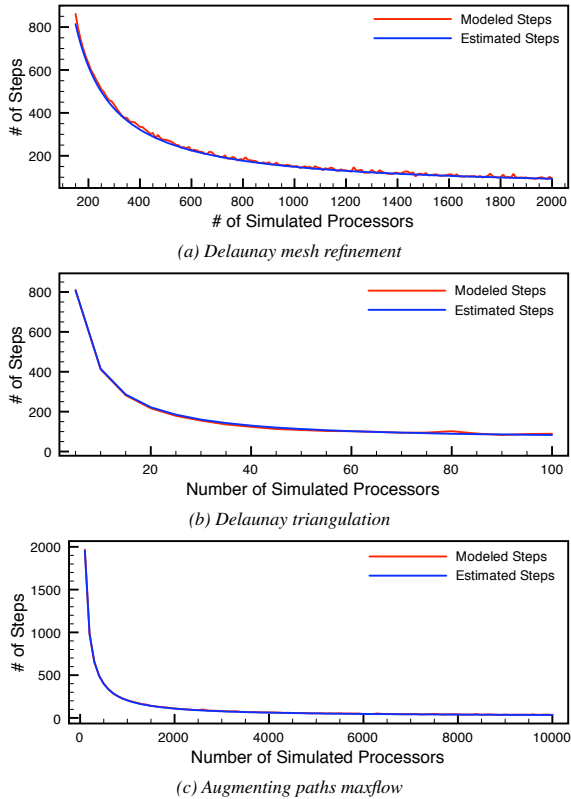 800
600
400
200
# of Steps
Modeled Steps
Estimated Steps
200 400 600 800 1000 1200 1400 1600 1800 2000
# of Simulated Processors
(a) Delaunay mesh refinement
800
600
400
200
0
# of Steps
Modeled Steps
Estimated Steps
20 40 60 80 100
Number of Simulated Processors
(b) Delaunay triangulation
2000
1500
1000
500
0
# of Steps
Modeled Steps
Estimated Steps
0 2000 4000 6000 8000 10000
Number of Simulated Processors
(c) Augmenting paths maxflow